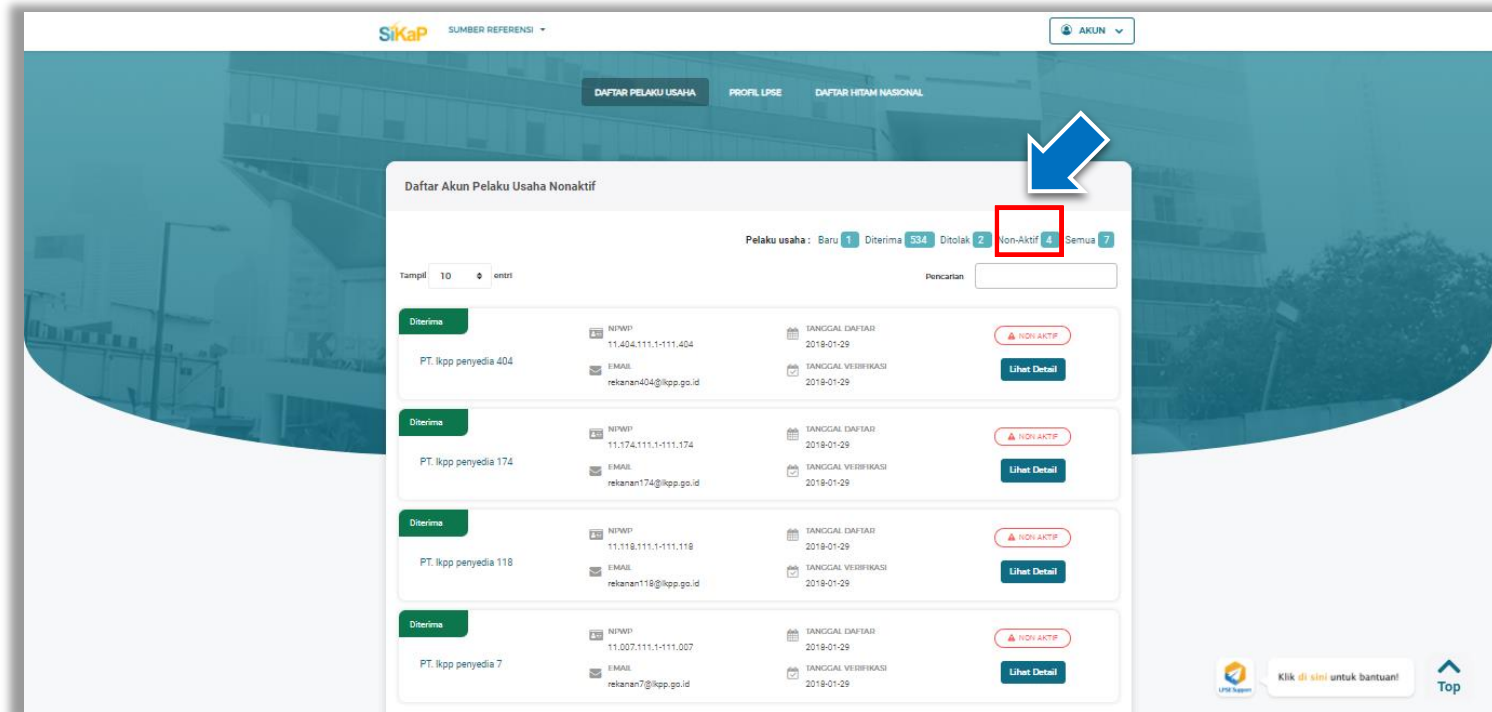 SiKaP SUMBER REFERENSI AKUN
DAFTAR PELAKU USAHA PROFIL LPSE DAFTAR HITAM NASIONAL
Daftar Akun Pelaku Usaha Nonaktif
Pelaku usaha : Baru 1 Diterima 534 Ditolak 2 Non-Aktif 4 Semua 7
Tampil 10 entri Pencarian
Diterima
PT. lkpp penyedia 404
NPWP
11.404.111.1-111.404
EMAIL
rekanan404@lkpp.go.id
TANGGAL DAFTAR
2018-01-29
TANGGAL VERIFIKASI
2018-01-29
NON AKTIF
Lihat Detail
Diterima
PT. lkpp penyedia 174
NPWP
11.174.111.1-111.174
EMAIL
rekanan174@lkpp.go.id
TANGGAL DAFTAR
2018-01-29
TANGGAL VERIFIKASI
2018-01-29
NON AKTIF
Lihat Detail
Diterima
PT. lkpp penyedia 118
NPWP
11.118.111.1-111.118
EMAIL
rekanan118@lkpp.go.id
TANGGAL DAFTAR
2018-01-29
TANGGAL VERIFIKASI
2018-01-29
NON AKTIF
Lihat Detail
Diterima
PT. lkpp penyedia 7
NPWP
11.007.111.1-111.007
EMAIL
rekanan7@lkpp.go.id
TANGGAL DAFTAR
2018-01-29
TANGGAL VERIFIKASI
2018-01-29
NON AKTIF
Lihat Detail
LPSE Support
Klik di sini untuk bantuan!
Top